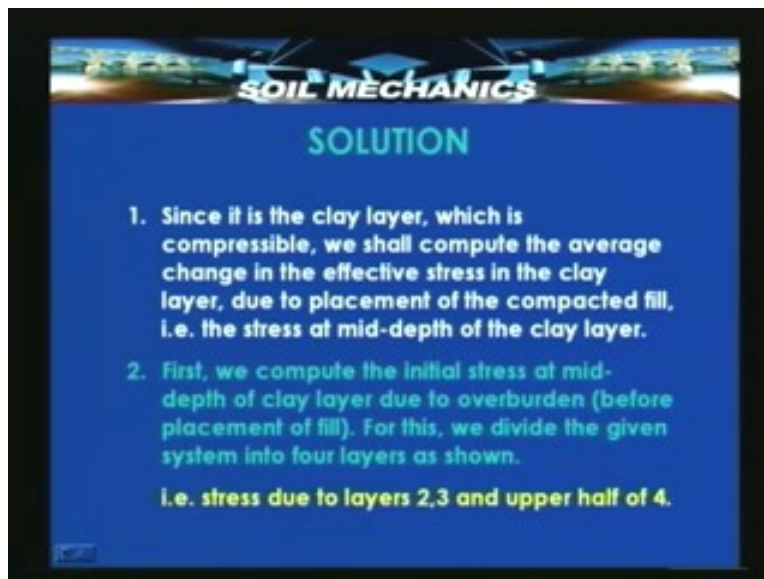 SOIL MECHANICS
SOLUTION
1. Since it is the clay layer, which is
compressible, we shall compute the average
change in the effective stress in the clay
layer, due to placement of the compacted fill,
i.e. the stress at mid-depth of the clay layer.
2. First, we compute the initial stress at mid-
depth of clay layer due to overburden (before
placement of fill). For this, we divide the given
system into four layers as shown.
i.e. stress due to layers 2,3 and upper half of 4.